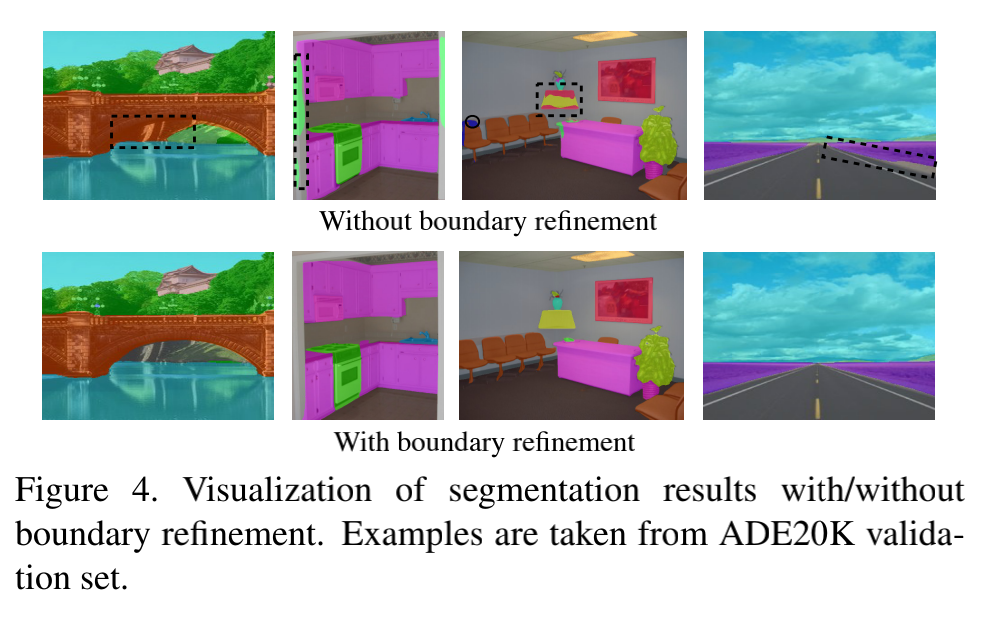 Without boundary refinement
With boundary refinement
Figure 4. Visualization of segmentation results with/without
boundary refinement. Examples are taken from ADE20K valida-
tion set.